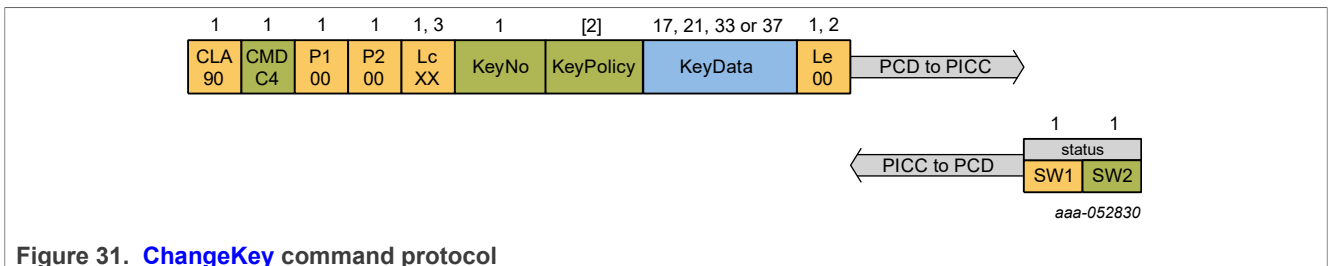 1 1 1 1 1, 3 1 [2] 17, 21, 33 or 37 1, 2
CLA CMD P1 P2 Lc KeyNo KeyPolicy KeyData Le PCD to PICC
90 C4 00 00 XX 00
1 1
status
PICC to PCD SW1 SW2
aaa-052830
Figure 31. ChangeKey command protocol